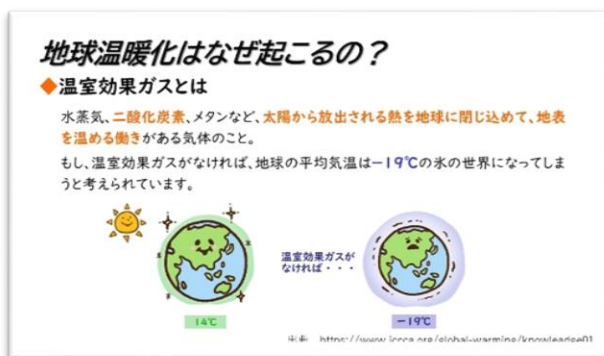 地球温暖化はなぜ起こるの？
◆温室効果ガスとは
水蒸気、二酸化炭素、メタンなど、太陽から放出される熱を地球に閉じ込めて、地表
を温める働きがある気体のこと。
もし、温室効果ガスがなければ、地球の平均気温は−19℃の氷の世界になってしま
うと考えられています。
温室効果ガスが
なければ・・・
14℃
−19℃